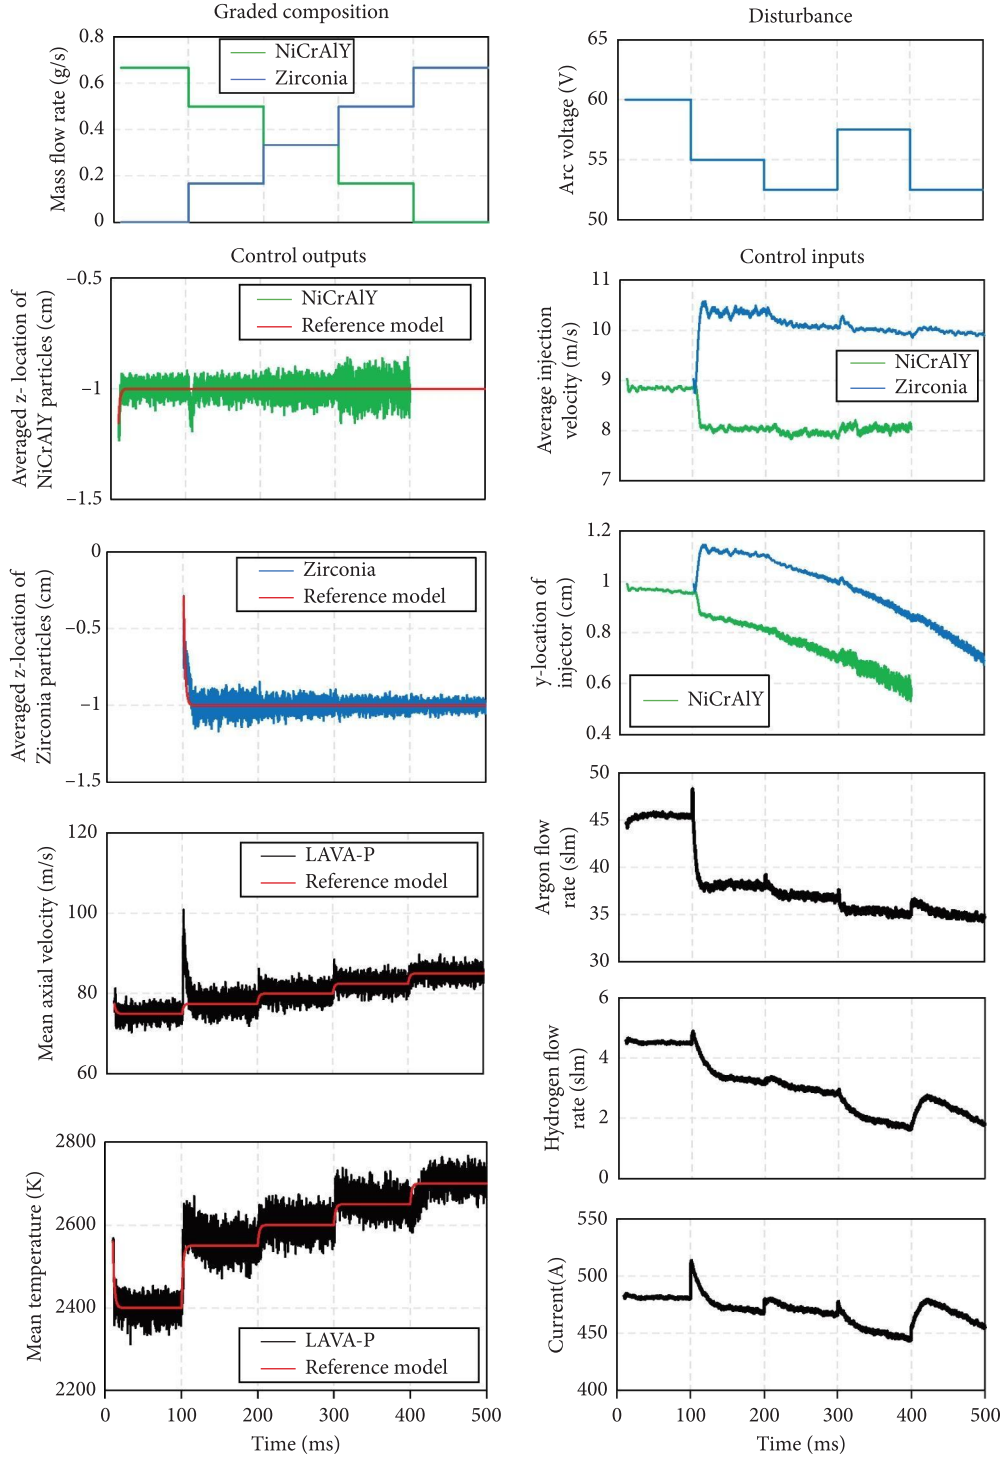 Graded composition
Mass flow rate (g/s)
0.8
0.6
0.4
0.2
0
NiCrAlY
Zirconia
Disturbance
Arc voltage (V)
65
60
55
50
Control outputs
Averaged z- location of
NiCrAlY particles (cm)
−0.5
−1
−1.5
NiCrAlY
Reference model
Control inputs
Average injection
velocity (m/s)
11
10
9
8
7
NiCrAlY
Zirconia
Averaged z-location of
Zirconia particles (cm)
0
−0.5
−1
−1.5
Zirconia
Reference model
y-location of
injector (cm)
1.2
1
0.8
0.6
0.4
NiCrAlY
Argon flow
rate (slm)
50
45
40
35
30
Mean axial velocity (m/s)
120
100
80
60
LAVA-P
Reference model
Hydrogen flow
rate (slm)
6
4
2
0
Mean temperature (K)
2800
2600
2400
2200
LAVA-P
Reference model
0 100 200 300 400 500
Time (ms)
Current(A)
550
500
450
400
0 100 200 300 400 500
Time (ms)